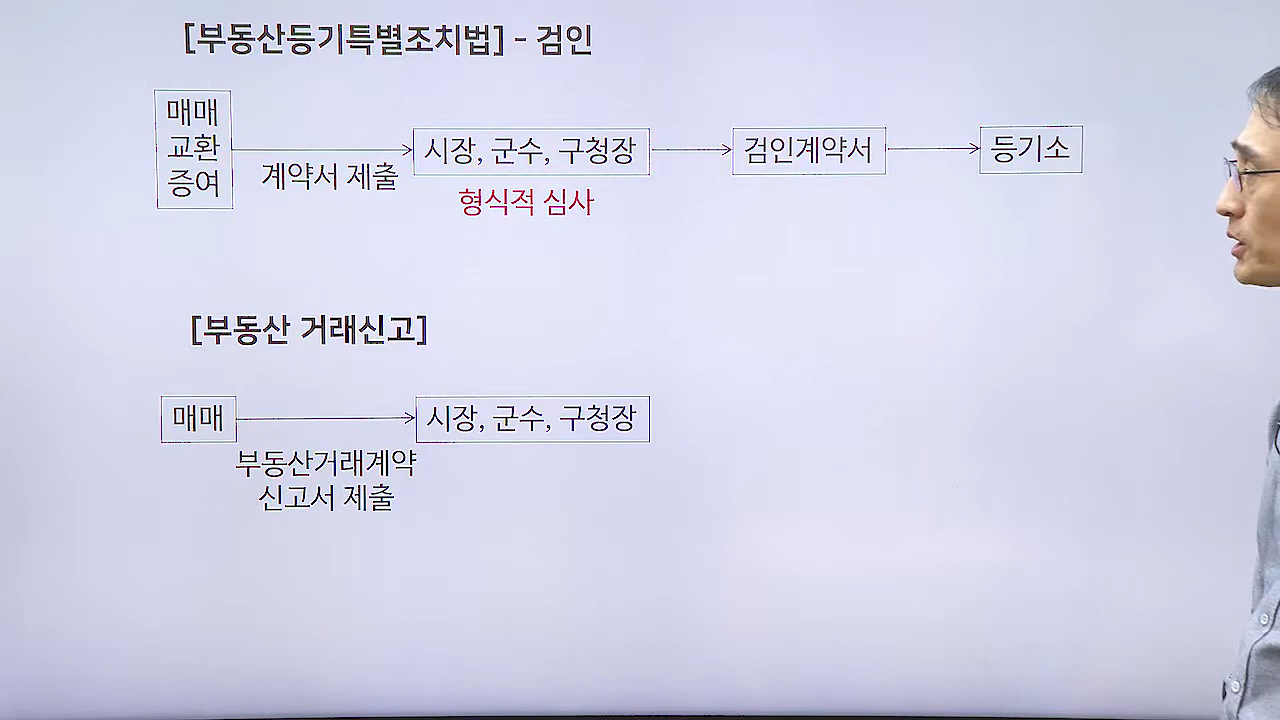 [부동산등기특별조치법] - 검인
매매
교환
증여
계약서 제출
시장, 군수, 구청장
형식적 심사
검인계약서
등기소
[부동산 거래신고]
매매
부동산거래계약
신고서 제출
시장, 군수, 구청장